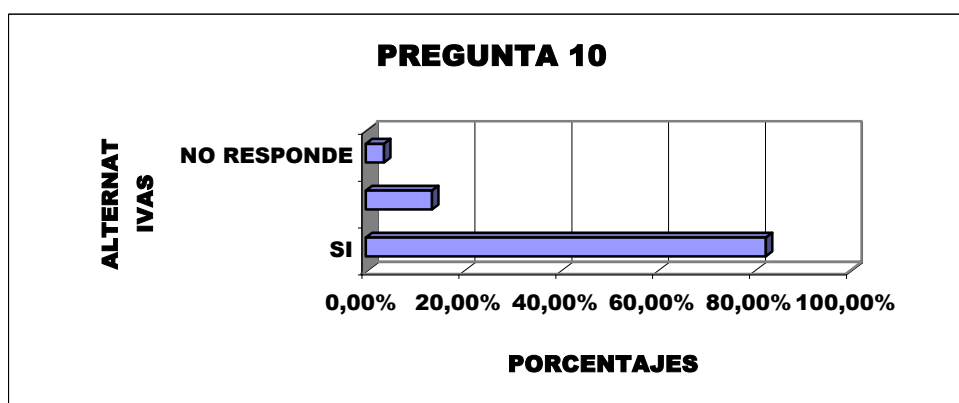 PREGUNTA 10
ALTERNAT
IVAS
NO RESPONDE
SI
0,00% 20,00% 40,00% 60,00% 80,00% 100,00%
PORCENTAJES